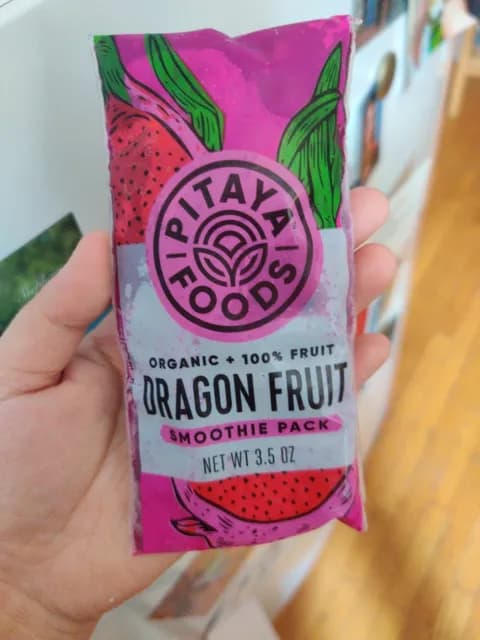 PITAYA
FOODS
ORGANIC + 100% FRUIT
DRAGON FRUIT
SMOOTHIE PACK
NET WT 3.5 OZ